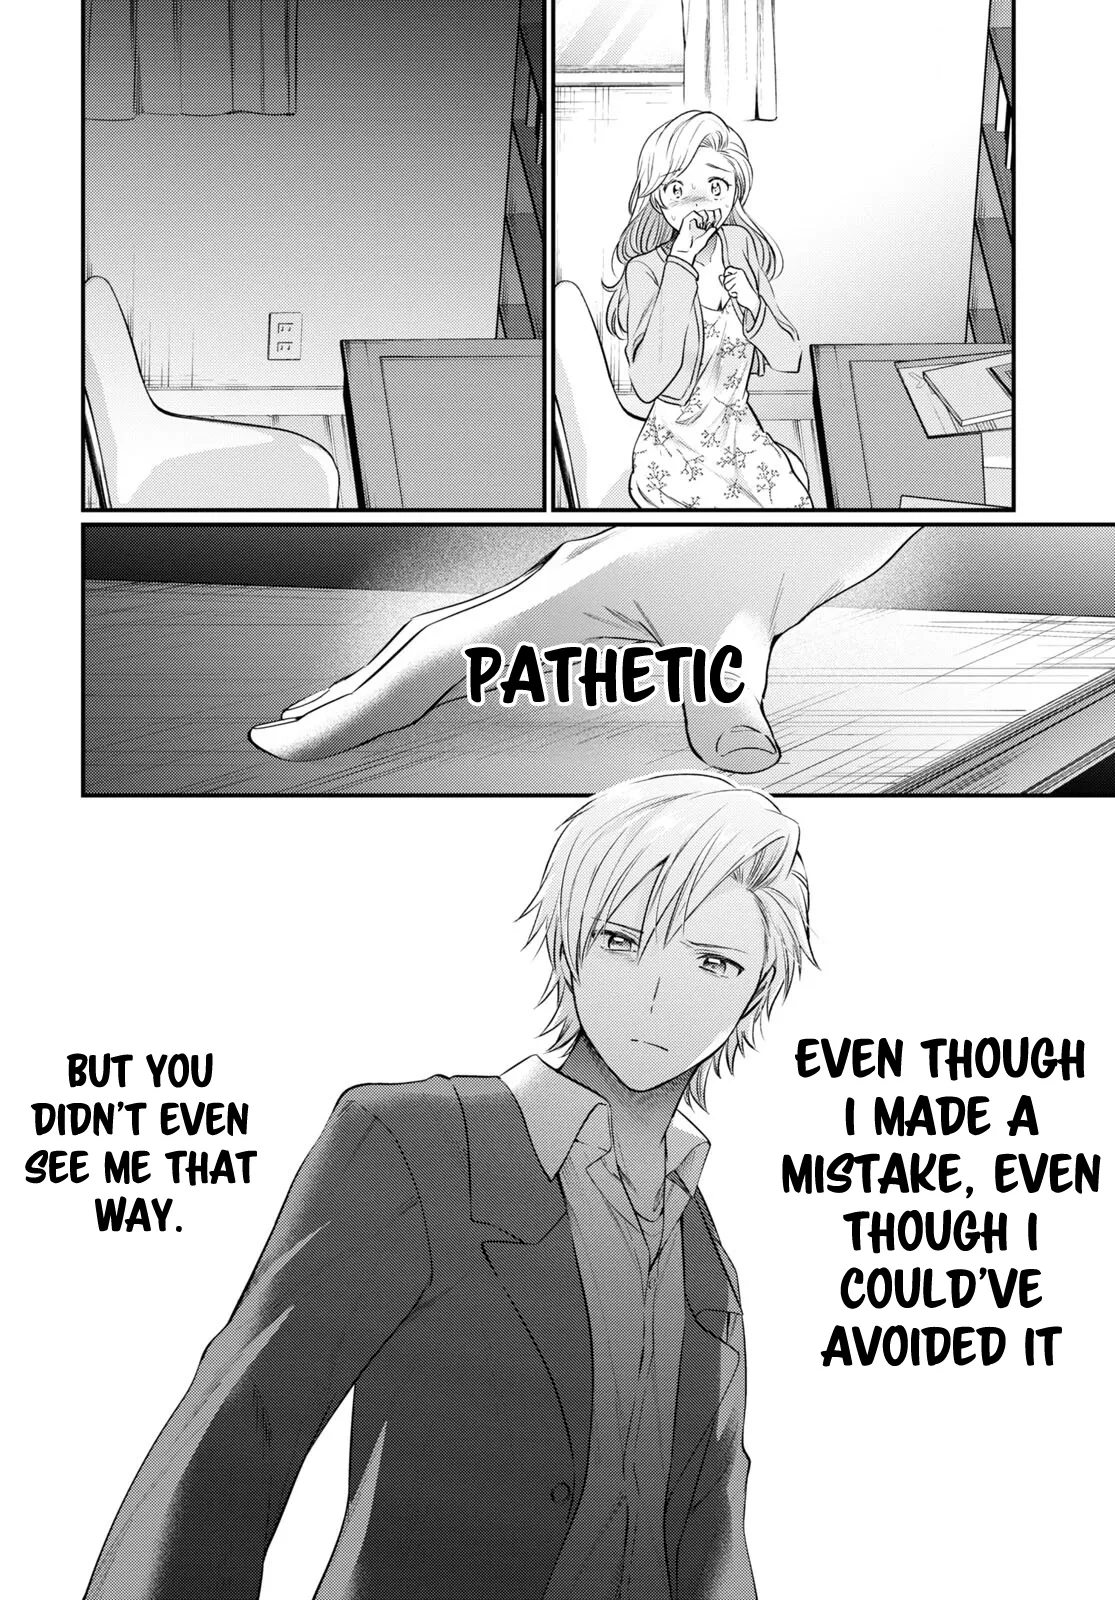 PATHETIC
EVEN THOUGH
I MADE A
MISTAKE, EVEN
THOUGH I
COULD'VE
AVOIDED IT
BUT YOU
DIDN'T EVEN
SEE ME THAT
WAY.